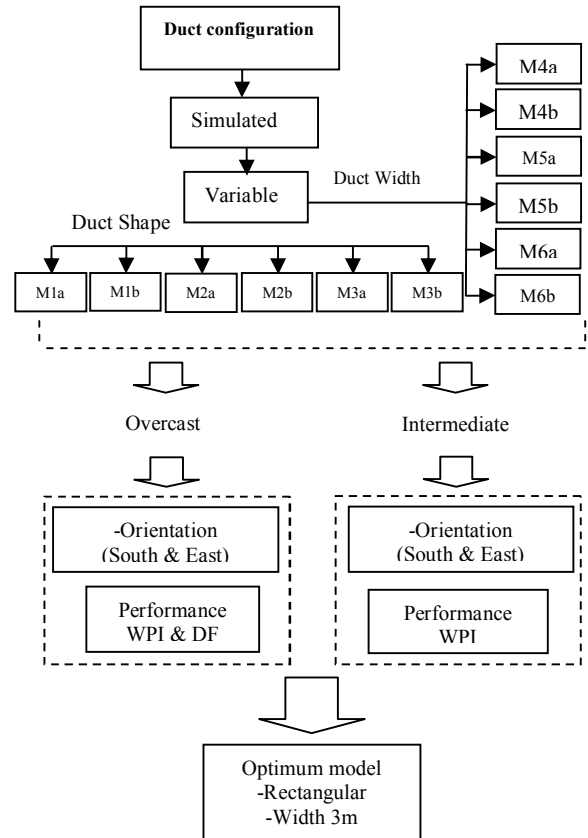 Duct configuration
Simulated
Variable
Duct Width
M4a
M4b
M5a
M5b
M6a
M6b
Duct Shape
M1a
M1b
M2a
M2b
M3a
M3b
Overcast
Intermediate
-Orientation
(South & East)
Performance
WPI & DF
-Orientation
(South & East)
Performance
WPI
Optimum model
-Rectangular
-Width 3m